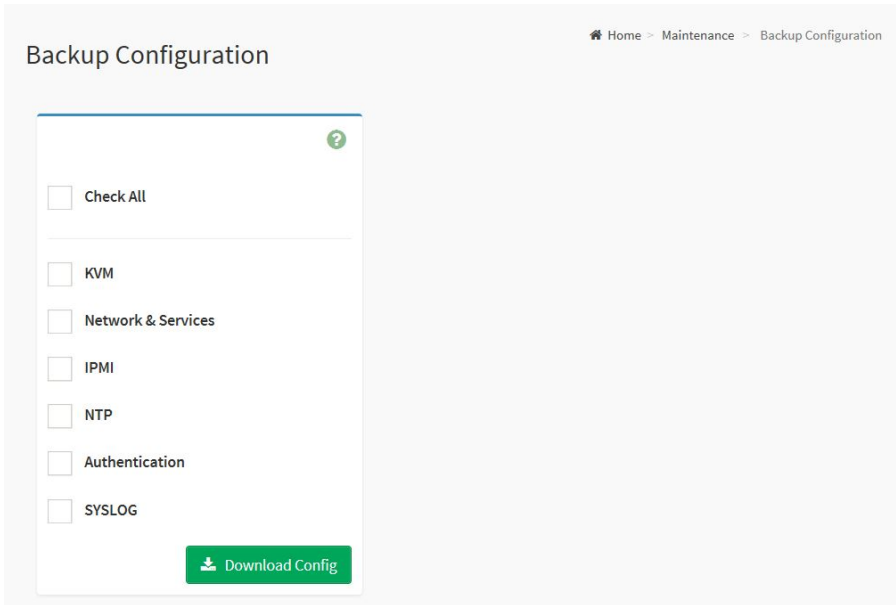 Home > Maintenance > Backup Configuration
Backup Configuration
?
Check All
KVM
Network & Services
IPMI
NTP
Authentication
SYSLOG
Download Config